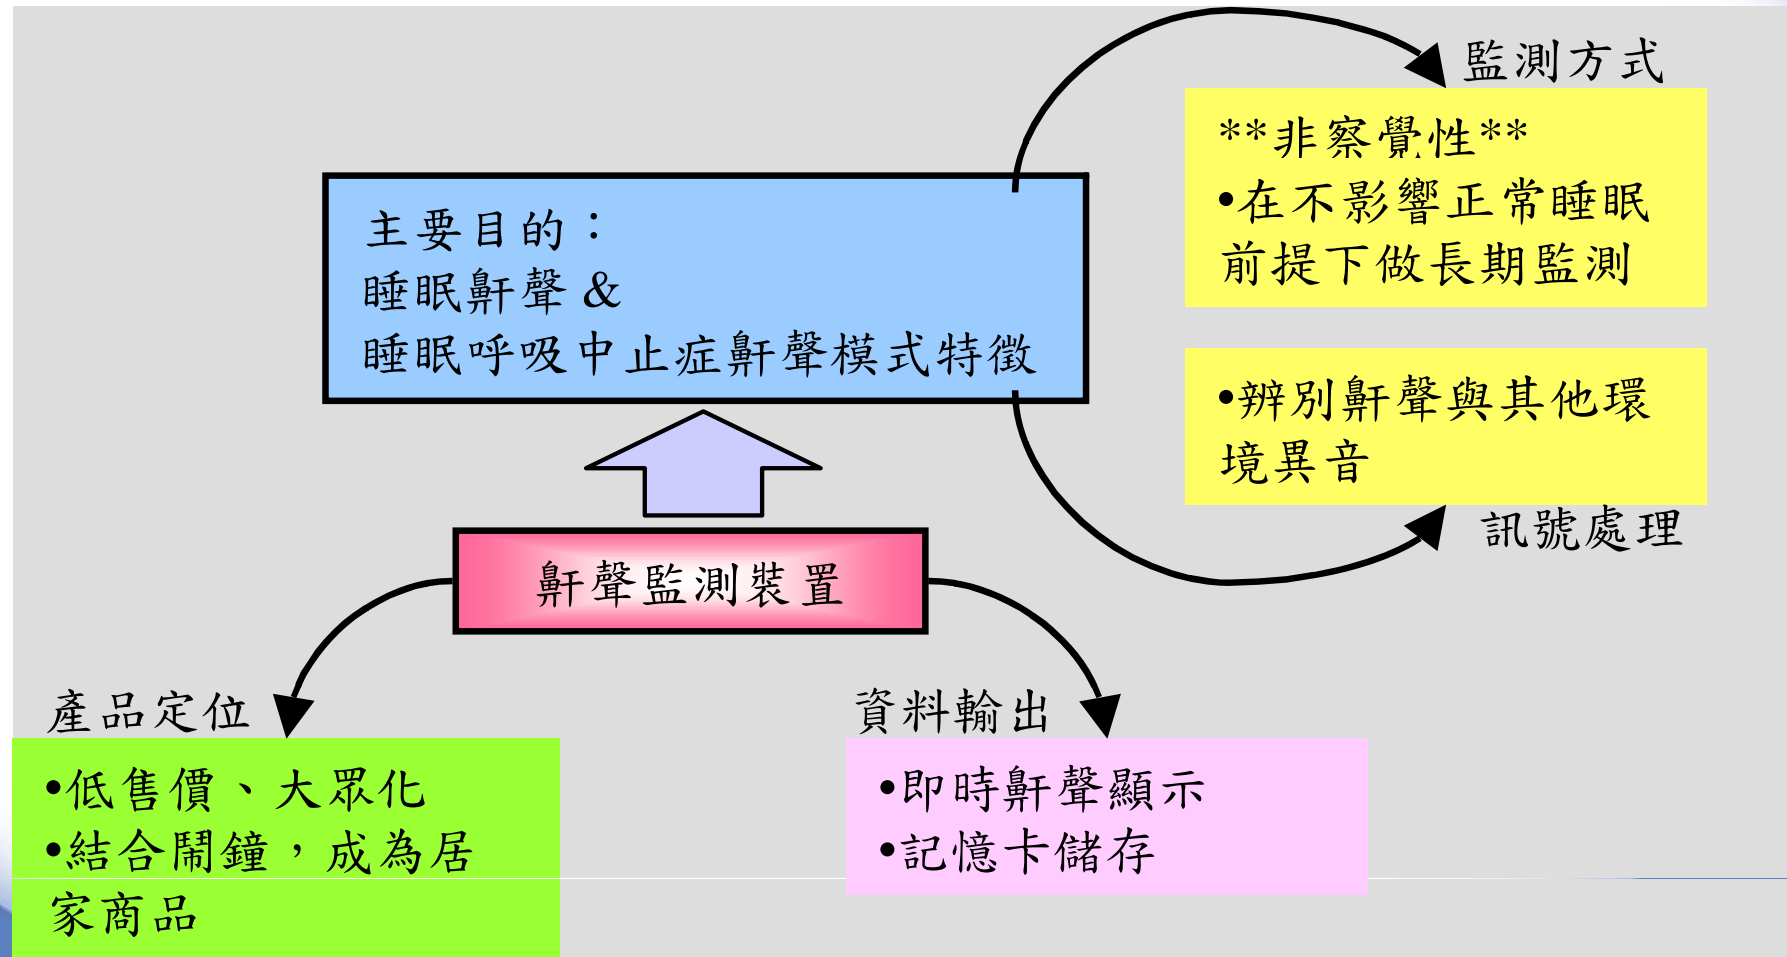 監測方式
**非察覺性**
•在不影響正常睡眠
前提下做長期監測
主要目的：
睡眠鼾聲 &
睡眠呼吸中止症鼾聲模式特徵
•辨別鼾聲與其他環
境異音
訊號處理
鼾聲監測裝置
產品定位
•低售價、大眾化
•結合鬧鐘，成為居
家商品
資料輸出
•即時鼾聲顯示
•記憶卡儲存